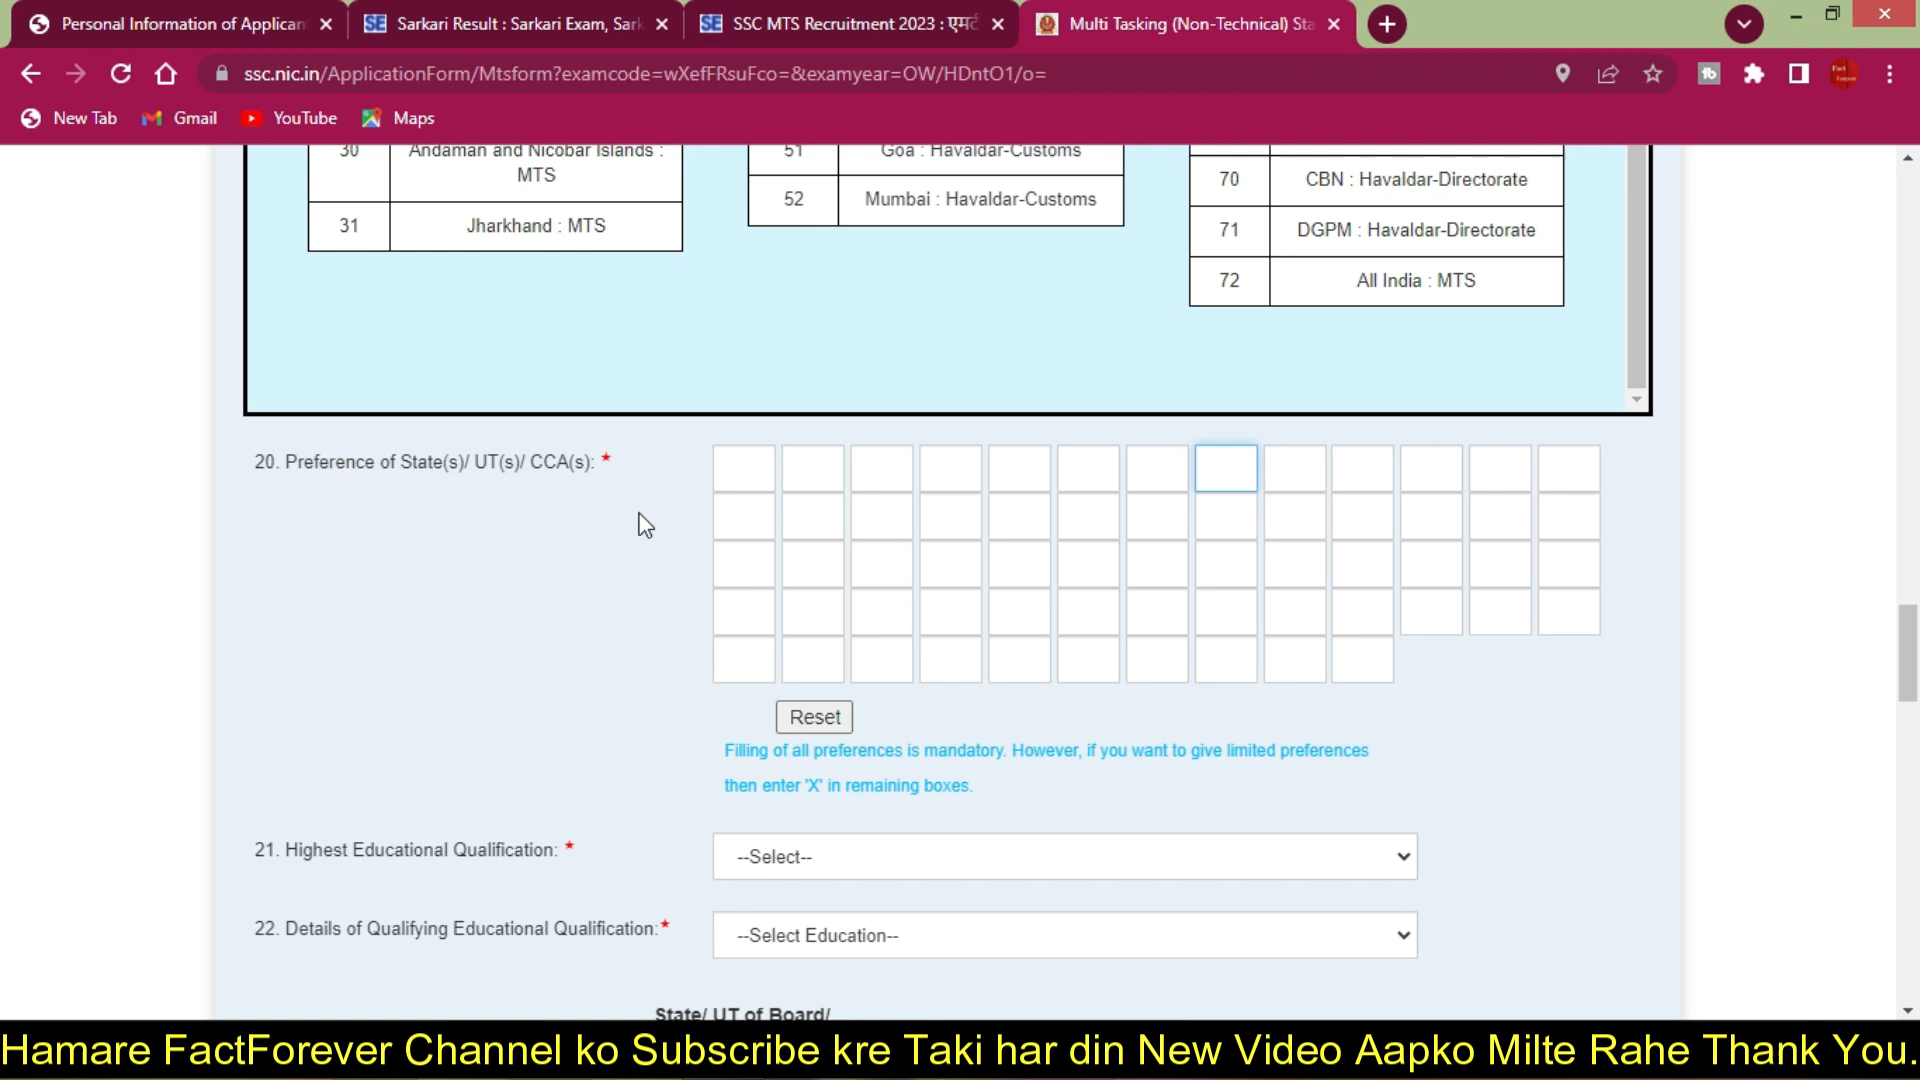 Personal Information of Applican
Sarkari Result : Sarkari Exam, Sark
SSC MTS Recruitment 2023 : एमटी
Multi Tasking (Non-Technical) Sta
ssc.nic.in/ApplicationForm/Mtsform?examcode=wXefFRsuFco=&examyear=OW/HDntO1/o=
New Tab
Gmail
YouTube
Maps
30 Andaman and Nicobar Islands :
MTS
31 Jharkhand : MTS
51 Goa : Havaldar-Customs
52 Mumbai : Havaldar-Customs
70 CBN : Havaldar-Directorate
71 DGPM : Havaldar-Directorate
72 All India : MTS
20. Preference of State(s)/ UT(s)/ CCA(s): *
Reset
Filling of all preferences is mandatory. However, if you want to give limited preferences
then enter 'X' in remaining boxes.
21. Highest Educational Qualification: *
--Select--
22. Details of Qualifying Educational Qualification:*
--Select Education--
State/ UT of Board/
Hamare FactForever Channel ko Subscribe kre Taki har din New Video Aapko Milte Rahe Thank You.